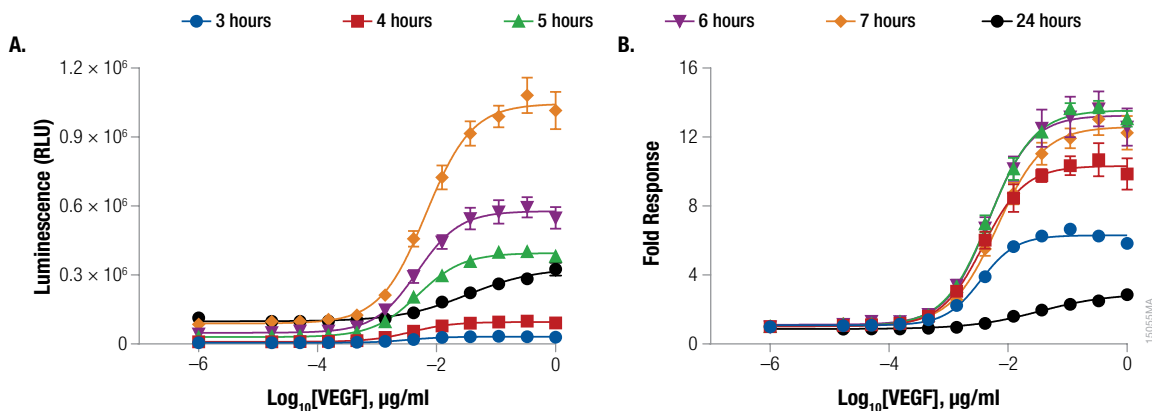 3 hours 4 hours 5 hours 6 hours 7 hours 24 hours
A.
1.2 × 10⁶
0.9 × 10⁶
0.6 × 10⁶
0.3 × 10⁶
0
Luminescence (RLU)
−6 −4 −2 0
Log₁₀[VEGF], µg/ml
B.
16
12
8
4
0
Fold Response
−6 −4 −2 0
Log₁₀[VEGF], µg/ml
15055MA